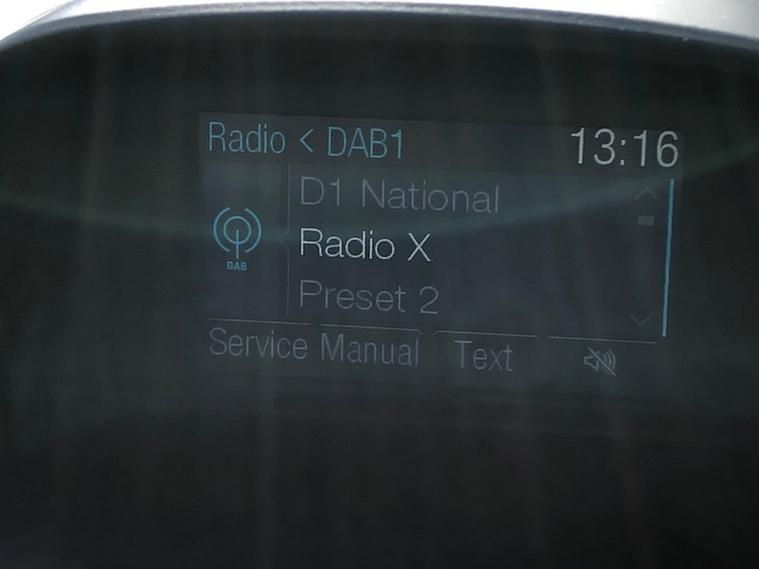 Radio < DAB1 13:16
D1 National
Radio X
DAB
Preset 2
Service Manual Text